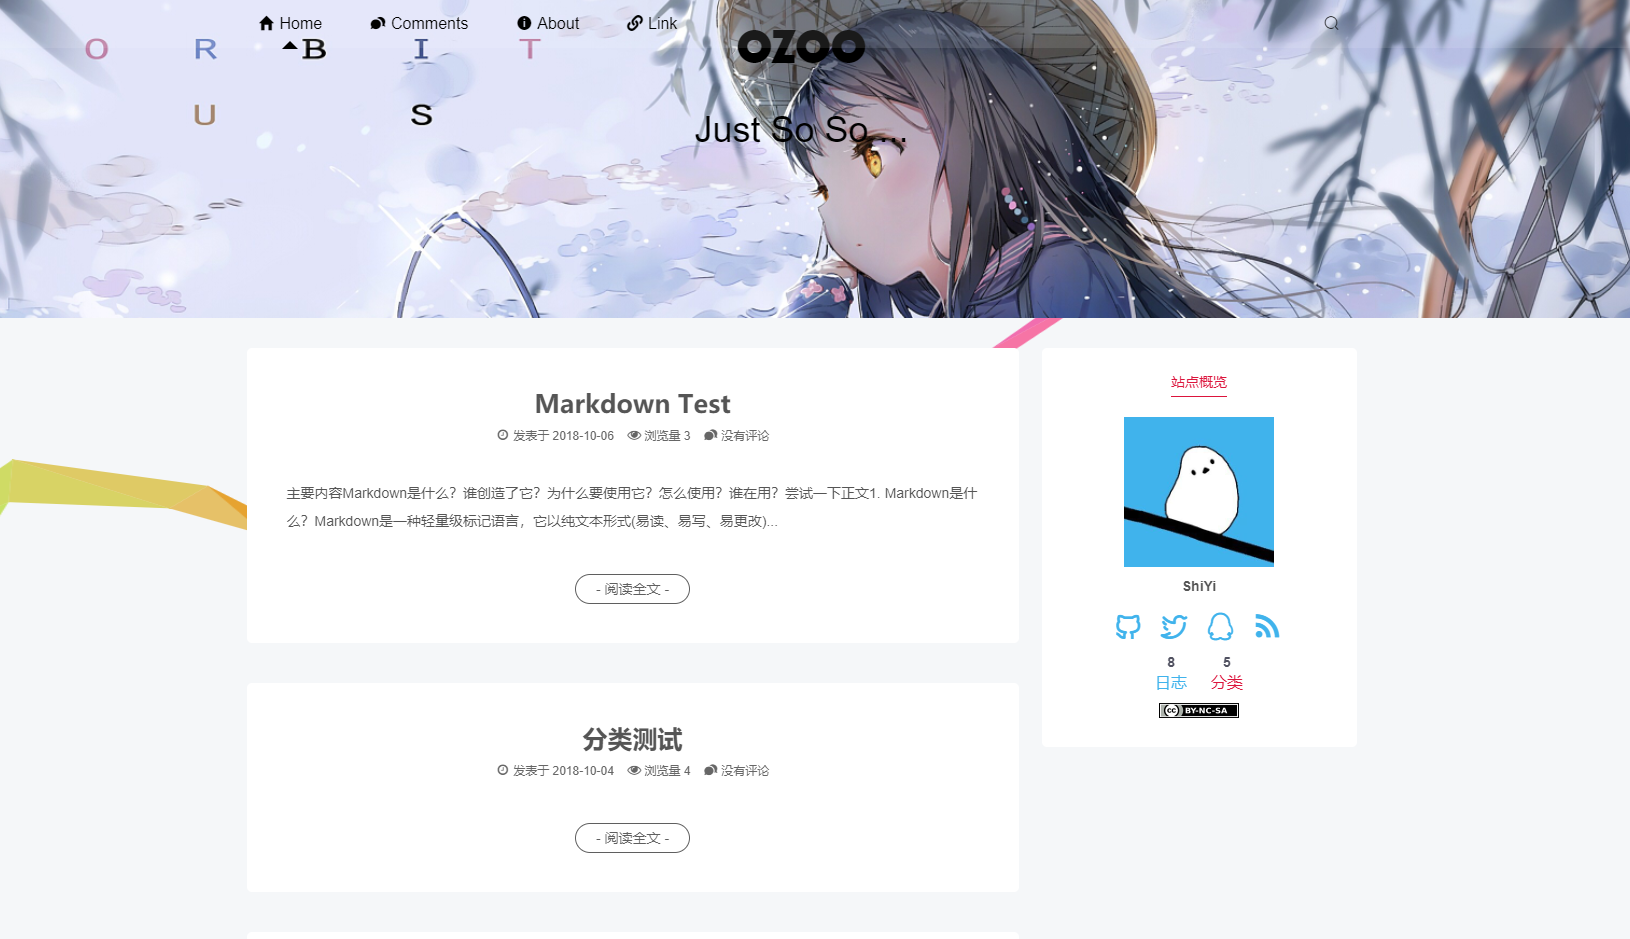 Home Comments About Link
O R B I T
OZOO
U S
Just So So ...
Markdown Test
发表于 2018-10-06 浏览量 3 没有评论
主要内容Markdown是什么？谁创造了它？为什么要使用它？怎么使用？谁在用？尝试一下正文1. Markdown是什
么？Markdown是一种轻量级标记语言，它以纯文本形式(易读、易写、易更改)...
- 阅读全文 -
分类测试
发表于 2018-10-04 浏览量 4 没有评论
- 阅读全文 -
站点概览
ShiYi
8 5
日志 分类
cc BY-NC-SA